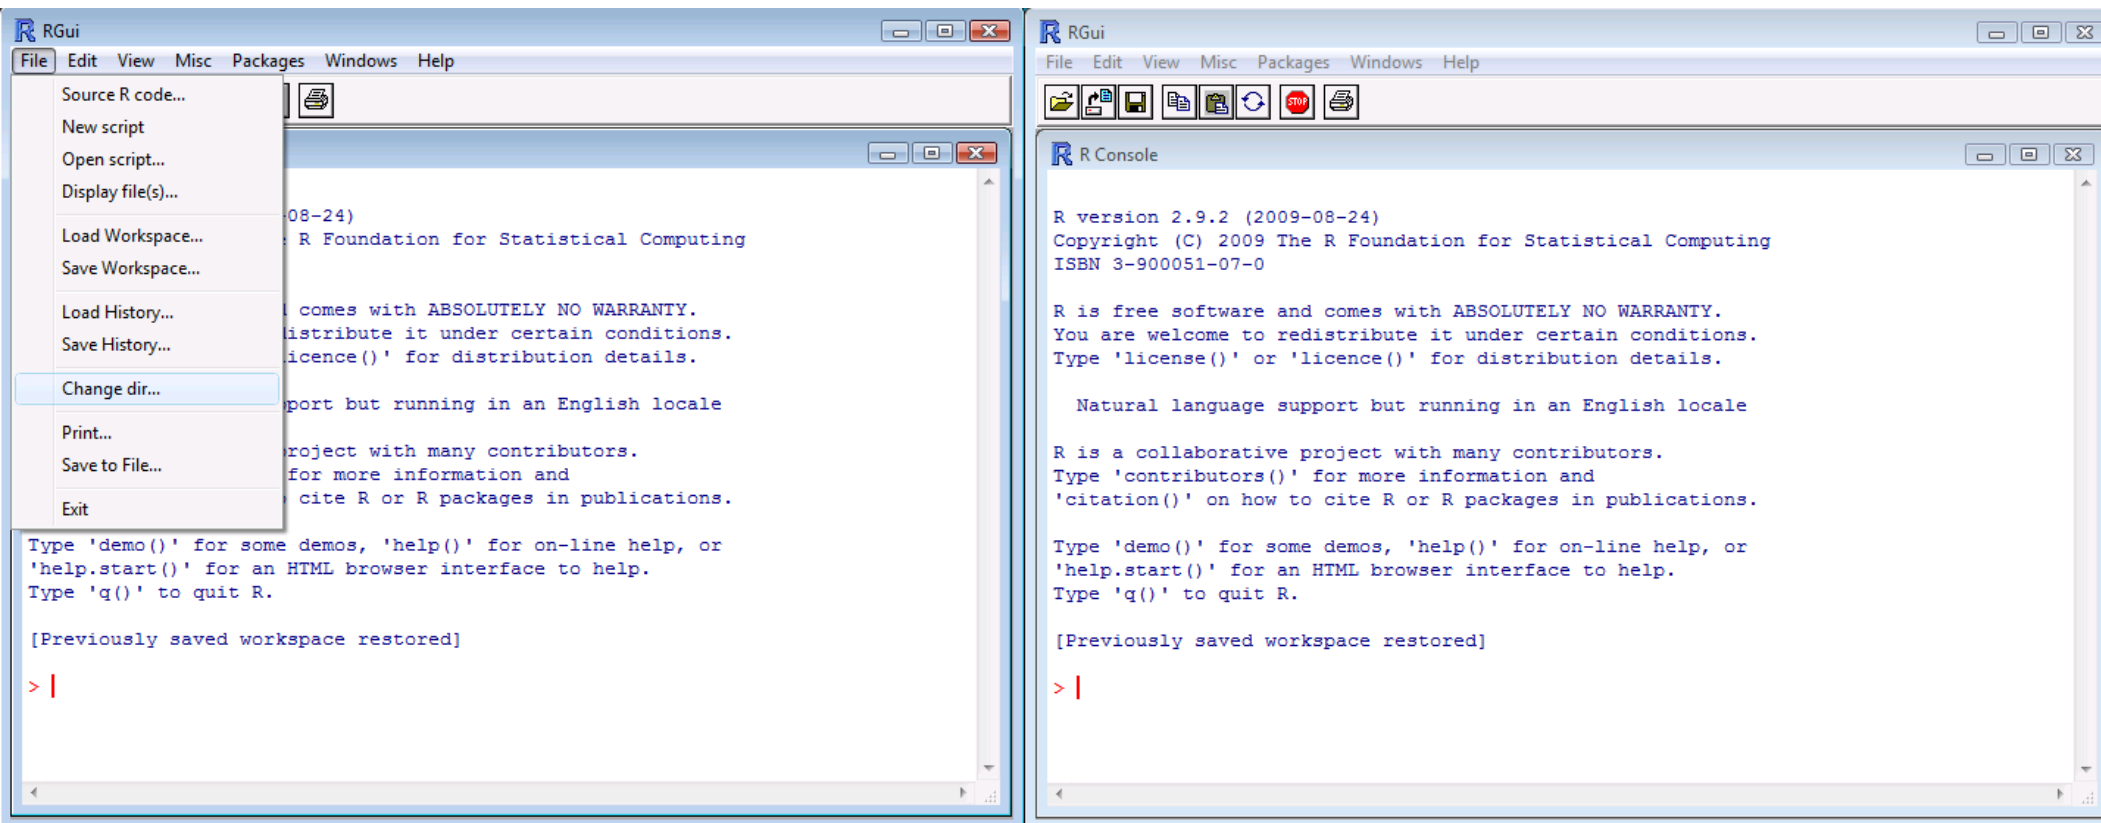 RGui
File Edit View Misc Packages Windows Help
Source R code...
New script
Open script...
Display file(s)...
Load Workspace...
Save Workspace...
Load History...
Save History...
Change dir...
Print...
Save to File...
Exit
08-24)
R Foundation for Statistical Computing
comes with ABSOLUTELY NO WARRANTY.
istribute it under certain conditions.
icence()' for distribution details.
port but running in an English locale
roject with many contributors.
for more information and
cite R or R packages in publications.
Type 'demo()' for some demos, 'help()' for on-line help, or
'help.start()' for an HTML browser interface to help.
Type 'q()' to quit R.
[Previously saved workspace restored]
>
RGui
File Edit View Misc Packages Windows Help
STOP
R Console
R version 2.9.2 (2009-08-24)
Copyright (C) 2009 The R Foundation for Statistical Computing
ISBN 3-900051-07-0
R is free software and comes with ABSOLUTELY NO WARRANTY.
You are welcome to redistribute it under certain conditions.
Type 'license()' or 'licence()' for distribution details.
Natural language support but running in an English locale
R is a collaborative project with many contributors.
Type 'contributors()' for more information and
'citation()' on how to cite R or R packages in publications.
Type 'demo()' for some demos, 'help()' for on-line help, or
'help.start()' for an HTML browser interface to help.
Type 'q()' to quit R.
[Previously saved workspace restored]
>